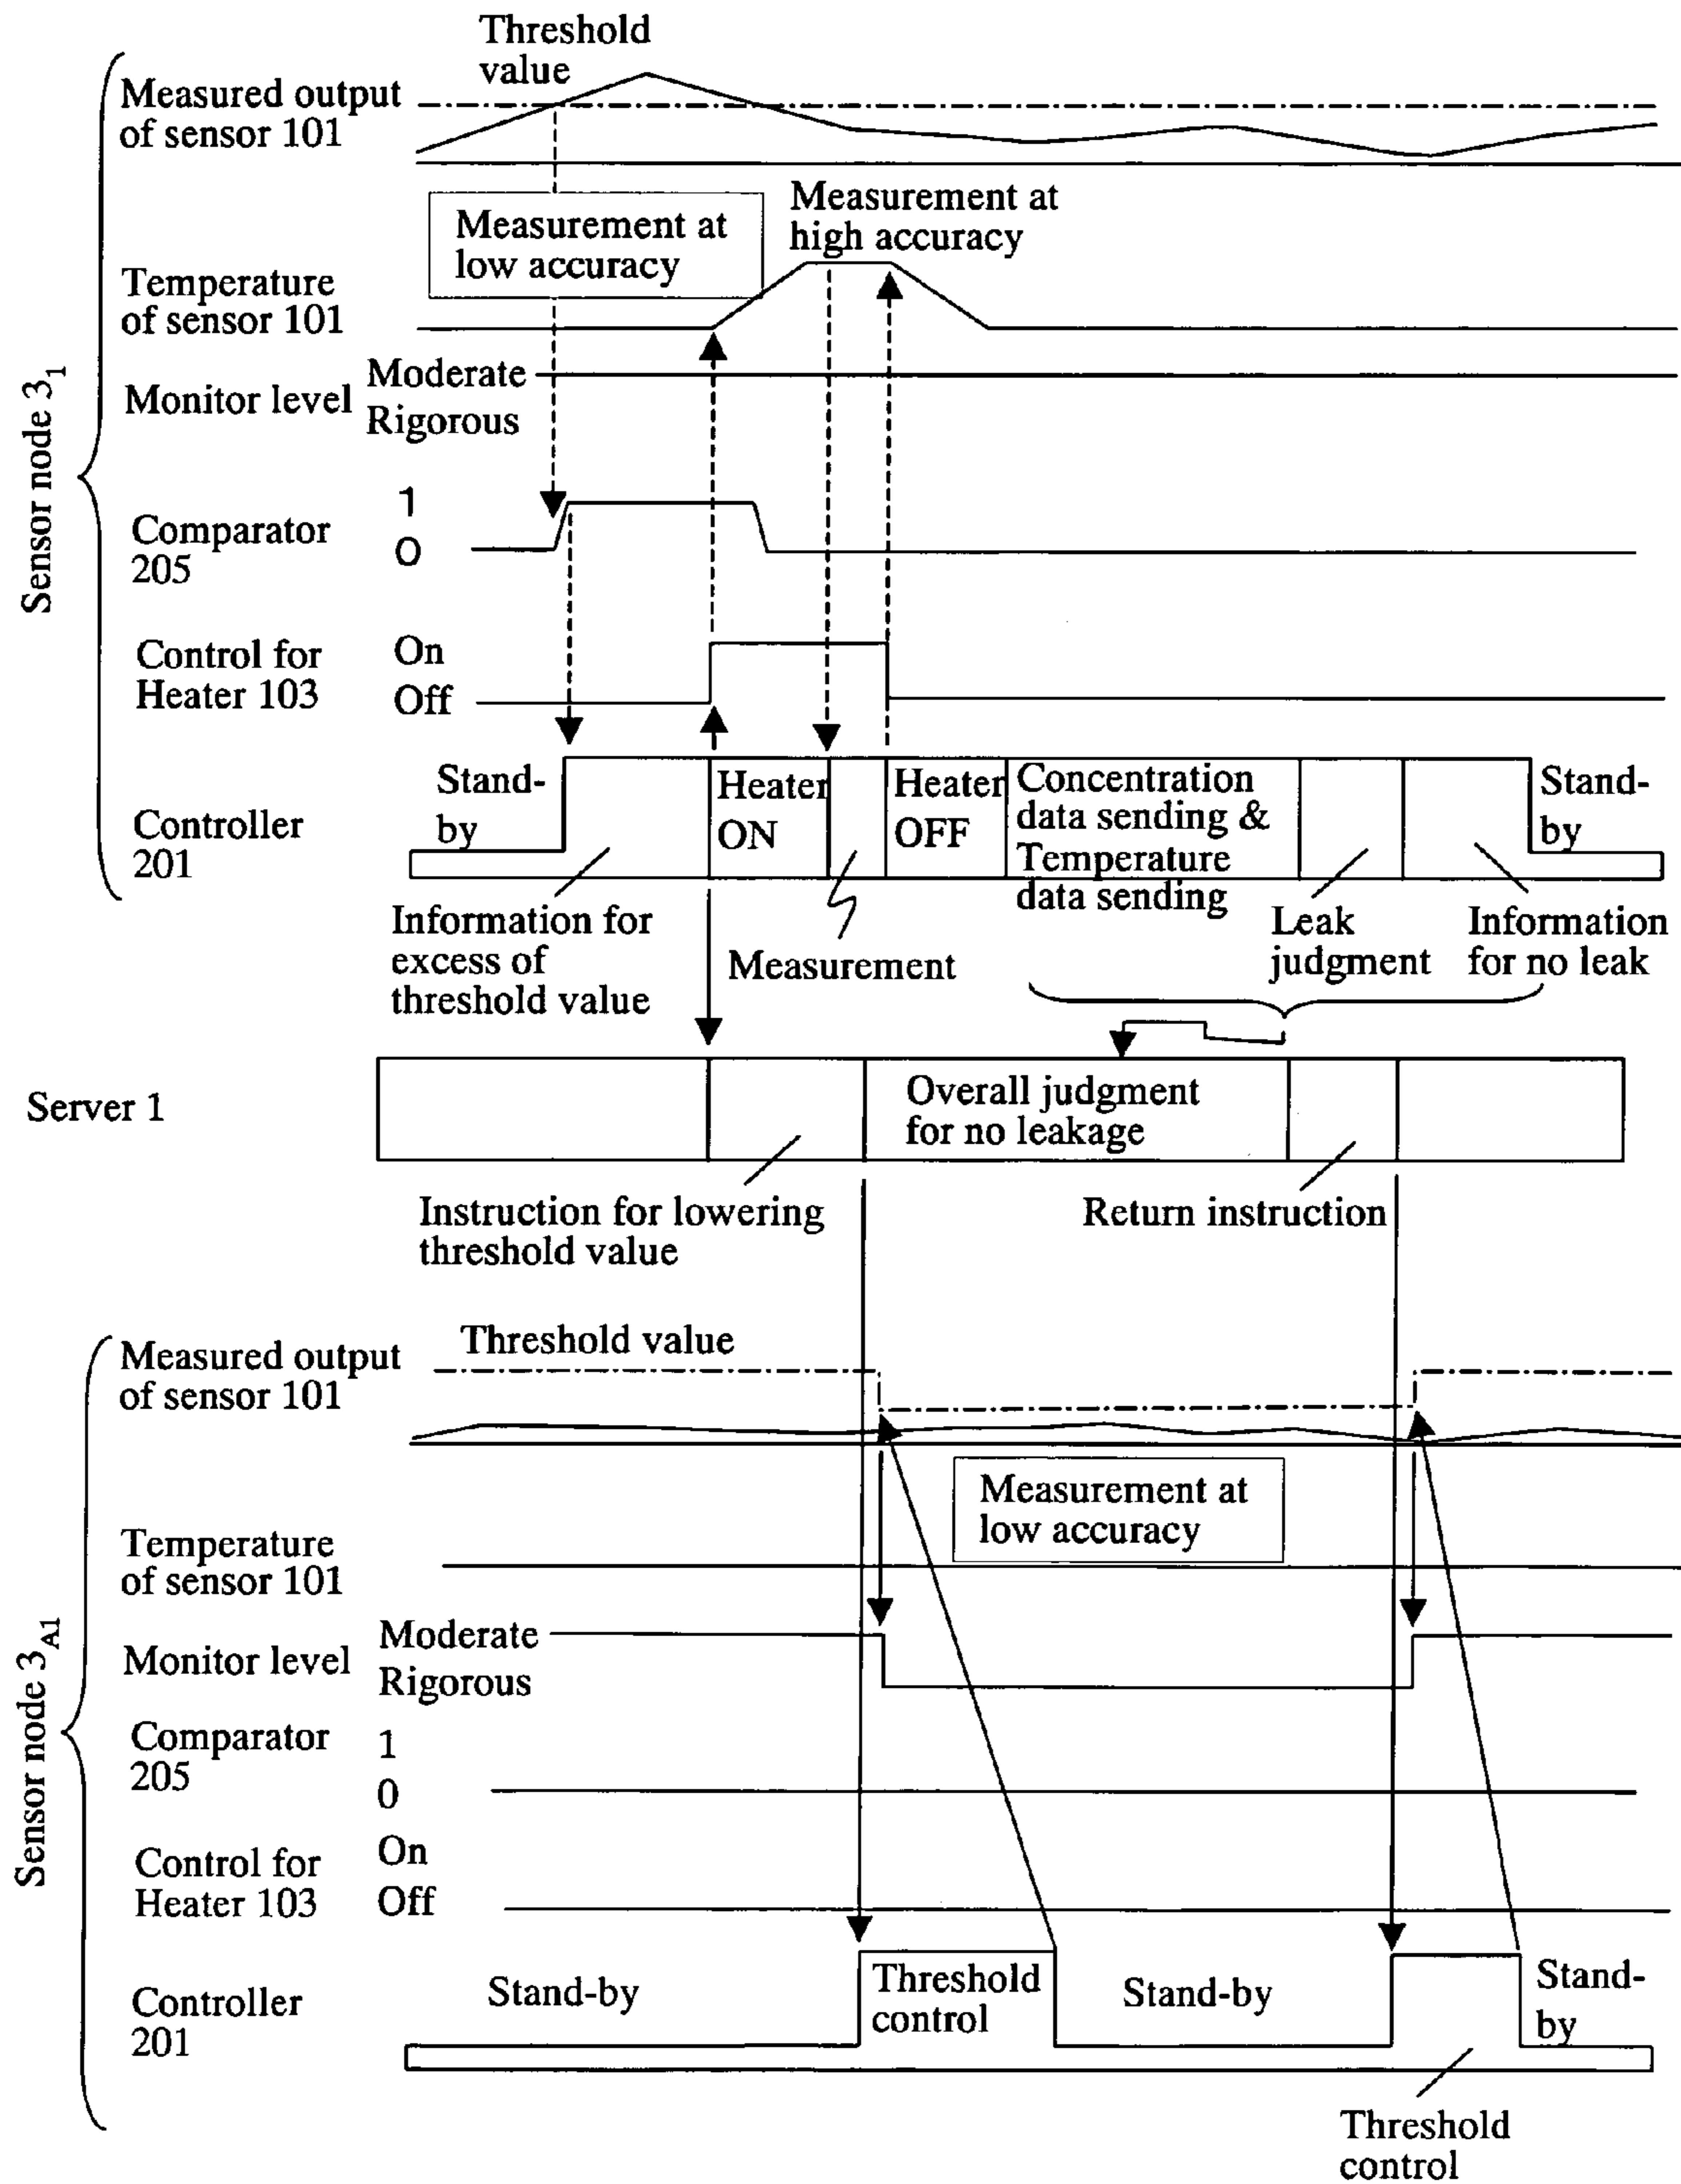 Threshold
value
Measured output
of sensor 101
Measurement at
low accuracy
Measurement at
high accuracy
Temperature
of sensor 101
Sensor node 3₁
Monitor level
Moderate
Rigorous
Comparator
205
1
0
Control for
Heater 103
On
Off
Controller
201
Stand-
by
Heater
ON
Heater
OFF
Concentration
data sending &
Temperature
data sending
Stand-
by
Information for
excess of
threshold value
Measurement
Leak
judgment
Information
for no leak
Server 1
Overall judgment
for no leakage
Instruction for lowering
threshold value
Return instruction
Threshold value
Measured output
of sensor 101
Measurement at
low accuracy
Temperature
of sensor 101
Sensor node 3A1
Monitor level
Moderate
Rigorous
Comparator
205
1
0
Control for
Heater 103
On
Off
Controller
201
Stand-by
Threshold
control
Stand-by
Stand-
by
Threshold
control